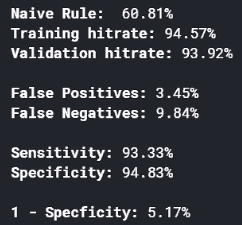 Naive Rule: 60.81%
Training hitrate: 94.57%
Validation hitrate: 93.92%
False Positives: 3.45%
False Negatives: 9.84%
Sensitivity: 93.33%
Specificity: 94.83%
1 - Specficity: 5.17%